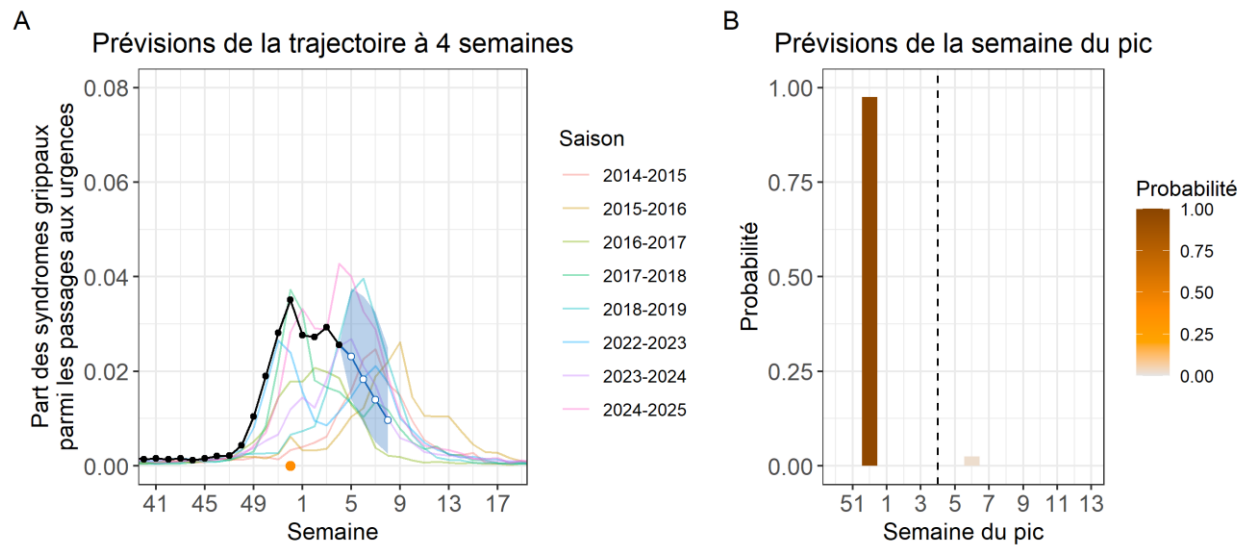 A
Prévisions de la trajectoire à 4 semaines
Part des syndromes grippaux
parmi les passages aux urgences
0.08
0.06
0.04
0.02
0.00
41 45 49 1 5 9 13 17
Semaine
Saison
2014-2015
2015-2016
2016-2017
2017-2018
2018-2019
2022-2023
2023-2024
2024-2025
B
Prévisions de la semaine du pic
Probabilité
1.00
0.75
0.50
0.25
0.00
51 1 3 5 7 9 11 13
Semaine du pic
Probabilité
1.00
0.75
0.50
0.25
0.00